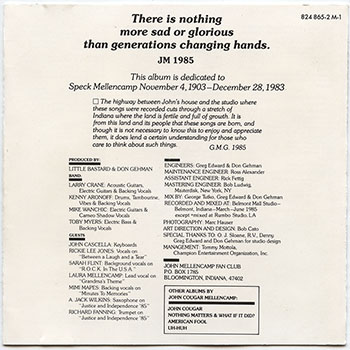 There is nothing
more sad or glorious
than generations changing hands.
JM 1985
824 865-2 M-1
This album is dedicated to
Speck Mellencamp November 4,1903—December 28, 1983
□ The highway between John's house and the studio where
these songs were recorded cuts through a stretch of
Indiana where the land is fertile and full of growth. It is
from this land and its people that these songs are born, and
though it is not necessary to know this to enjoy and appreciate
them, it does lend a certain understanding for those who
care to think about such things.
G.M.G. 1985
PRODUCED BY:
LITTLE BASTARD & DON GEHMAN
BAND:
LARRY CRANE: Acoustic Guitars,
Electric Guitars & Backing Vocals
KENNY ARONOFF: Drums, Tambourine,
Vibes & Backing Vocals
MIKE WANCHIC: Electric Guitars &
Cameo Shadow Vocals
TOBY MYERS: Electric Bass &
Backing Vocals
GUESTS
JOHN CASCELLA: Keyboards
RICKIE LEE JONES: Vocals on
"Between a Laugh and a Tear"
SARAH FLINT: Background vocals on
"R.O.C.K. In The U.S.A."
LAURA MELLENCAMP: Lead vocal on
"Grandma's Theme"
MIMI MAPES: Backing vocals on
"Minutes To Memories"
A. JACK WILKINS: Saxophone on
"Justice and Independence '85"
RICHARD FANNING: Trumpet on
"Justice and Independence '85"
ENGINEERS: Greg Edward & Don Gehman
MAINTENANCE ENGINEER: Ross Alexander
ASSISTANT ENGINEER: Rick Fettig
MASTERING ENGINEER: Bob Ludwig,
Masterdisk, New York, NY
MIX BY: George Tutko, Greg Edward & Don Gehman
RECORDED AND MIXED AT: Belmont Mall Studio—
Belmont, Indiana—March-June 1985
except *mixed at Rumbo Studio, LA
PHOTOGRAPHY: Marc Hauser
ART DIRECTION AND DESIGN: Bob Cato
SPECIAL THANKS TO: O. J. Sloane, R.V., Denny,
Greg Edward & Don Gehman for studio design
MANAGEMENT: Tommy Mottola,
Champion Entertainment Organization, Inc.
JOHN MELLENCAMP FAN CLUB
P.O. BOX 1765
BLOOMINGTON, INDIANA, 47402
OTHER ALBUMS BY
JOHN COUGAR MELLENCAMP:
JOHN COUGAR
NOTHING MATTERS & WHAT IF IT DID?
AMERICAN FOOL
UH-HUH